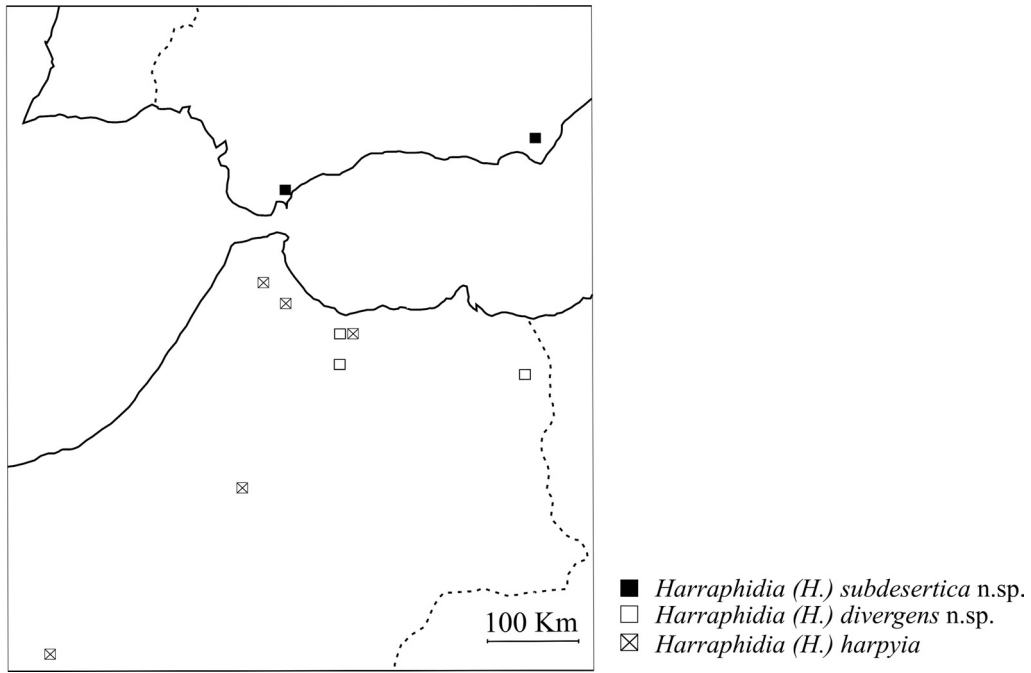 100 Km
Harraphidia (H.) subdesertica n.sp.
Harraphidia (H.) divergens n.sp.
Harraphidia (H.) harpyia